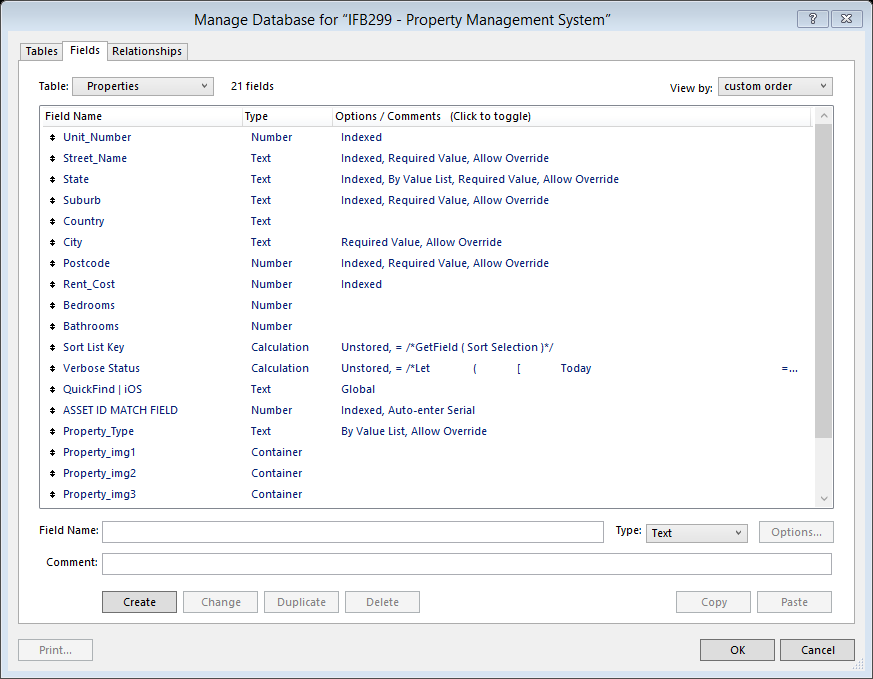 Manage Database for “IFB299 - Property Management System”
Tables Fields Relationships
Table: Properties 21 fields View by: custom order
Field Name Type Options / Comments (Click to toggle)
Unit_Number Number Indexed
Street_Name Text Indexed, Required Value, Allow Override
State Text Indexed, By Value List, Required Value, Allow Override
Suburb Text Indexed, Required Value, Allow Override
Country Text
City Text Required Value, Allow Override
Postcode Number Indexed, Required Value, Allow Override
Rent_Cost Number Indexed
Bedrooms Number
Bathrooms Number
Sort List Key Calculation Unstored, = /*GetField ( Sort Selection )*/
Verbose Status Calculation Unstored, = /*Let ( [ Today =...
QuickFind | iOS Text Global
ASSET ID MATCH FIELD Number Indexed, Auto-enter Serial
Property_Type Text By Value List, Allow Override
Property_img1 Container
Property_img2 Container
Property_img3 Container
Field Name: Type: Text Options...
Comment:
Create Change Duplicate Delete Copy Paste
Print... OK Cancel